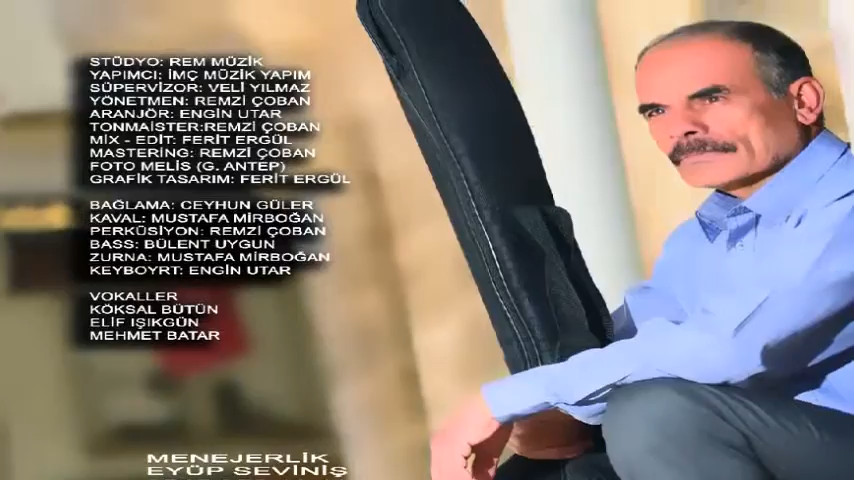 STÜDYO: REM MÜZİK
YAPIMCI: İMÇ MÜZİK YAPIM
SÜPERVİZOR: VELİ YILMAZ
YÖNETMEN: REMZİ ÇOBAN
ARANJÖR: ENGİN UTAR
TONMAISTER:REMZİ ÇOBAN
MİX - EDİT: FERİT ERGÜL
MASTERİNG: REMZİ ÇOBAN
FOTO MELİS (G. ANTEP)
GRAFİK TASARIM: FERİT ERGÜL
BAĞLAMA: CEYHUN GÜLER
KAVAL: MUSTAFA MİRBOĞAN
PERKÜSİYON: REMZİ ÇOBAN
BASS: BÜLENT UYGUN
ZURNA: MUSTAFA MİRBOĞAN
KEYBOYRT: ENGİN UTAR
VOKALLER
KÖKSAL BÜTÜN
ELİF IŞIKGÜN
MEHMET BATAR
MENEJERLİK
EYÜP SEVİNİŞ